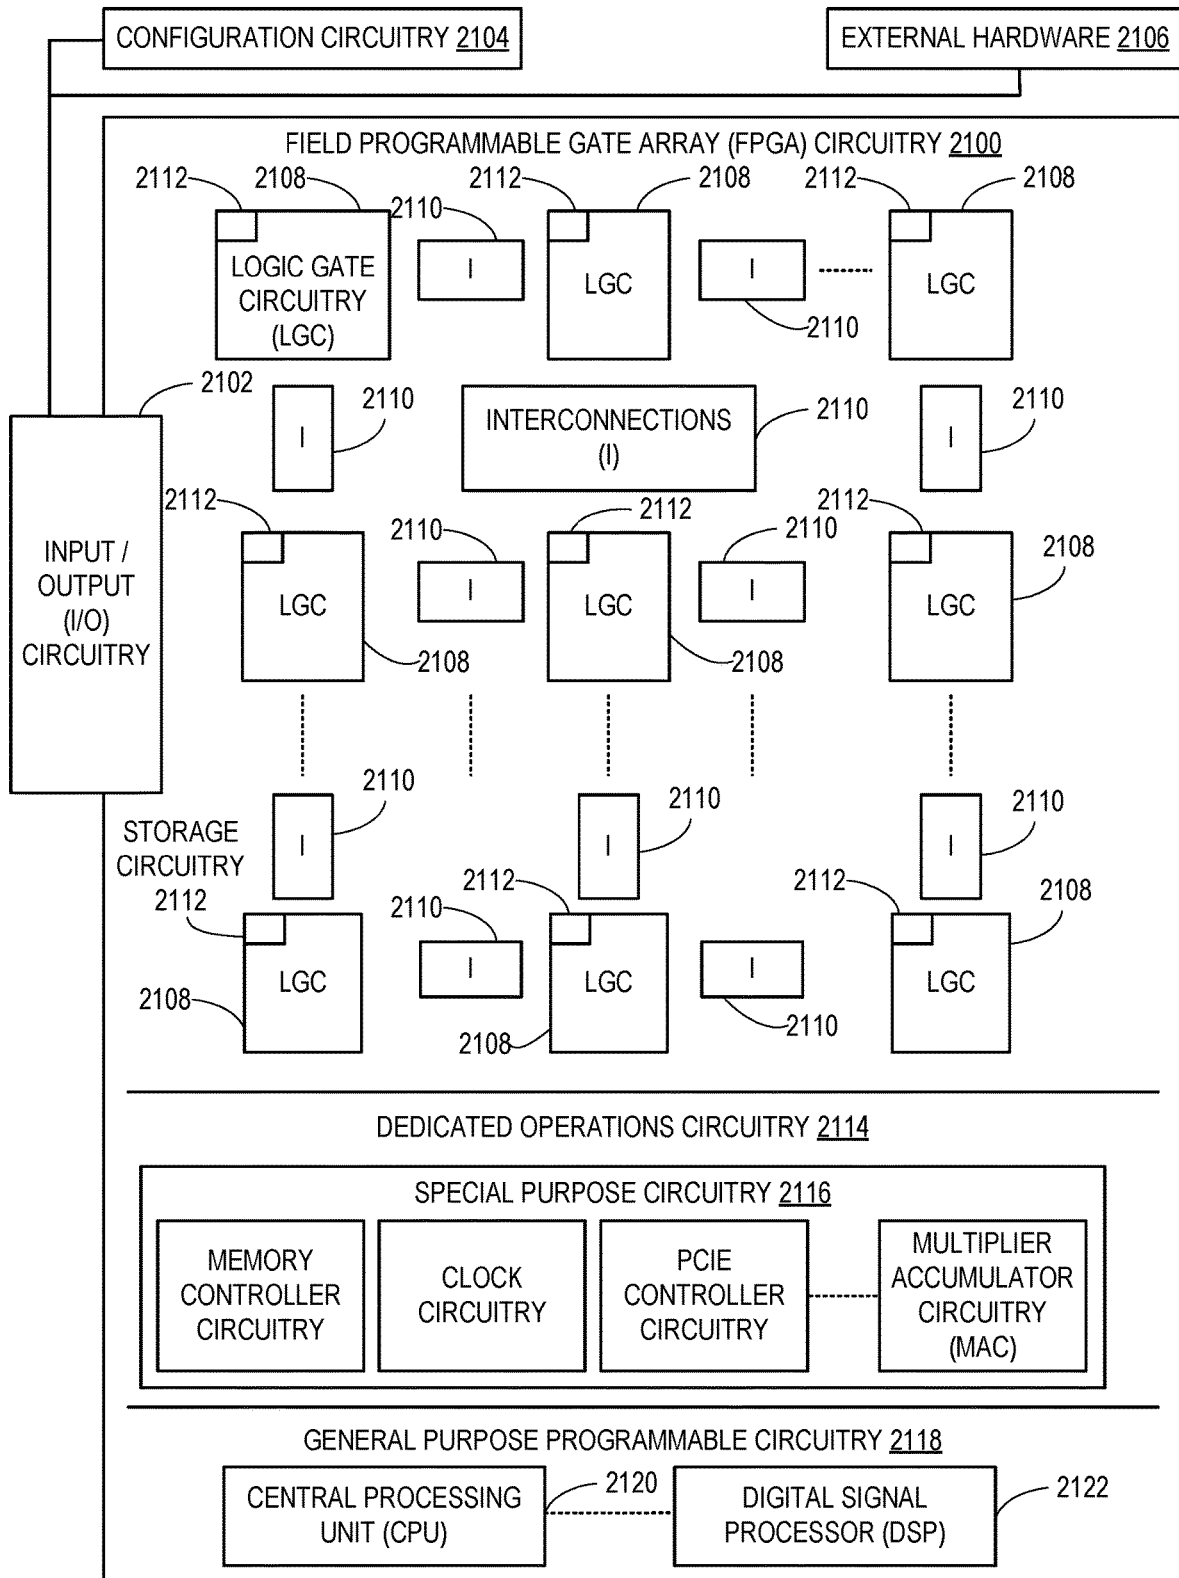 CONFIGURATION CIRCUITRY 2104
EXTERNAL HARDWARE 2106
FIELD PROGRAMMABLE GATE ARRAY (FPGA) CIRCUITRY 2100
2112
2108
2110
2112
2108
2112
2108
LOGIC GATE
CIRCUITRY
(LGC)
I
LGC
I
LGC
2110
2102
I
2110
INTERCONNECTIONS
(I)
2110
I
2110
INPUT /
OUTPUT
(I/O)
CIRCUITRY
2112
2110
2112
2110
2112
2108
LGC
I
LGC
I
LGC
2108
2108
2110
2110
2110
STORAGE
CIRCUITRY
I
I
I
2112
2110
2112
2112
2108
LGC
I
LGC
I
LGC
2108
2108
2110
DEDICATED OPERATIONS CIRCUITRY 2114
SPECIAL PURPOSE CIRCUITRY 2116
MEMORY
CONTROLLER
CIRCUITRY
CLOCK
CIRCUITRY
PCIE
CONTROLLER
CIRCUITRY
MULTIPLIER
ACCUMULATOR
CIRCUITRY
(MAC)
GENERAL PURPOSE PROGRAMMABLE CIRCUITRY 2118
CENTRAL PROCESSING
UNIT (CPU)
2120
DIGITAL SIGNAL
PROCESSOR (DSP)
2122